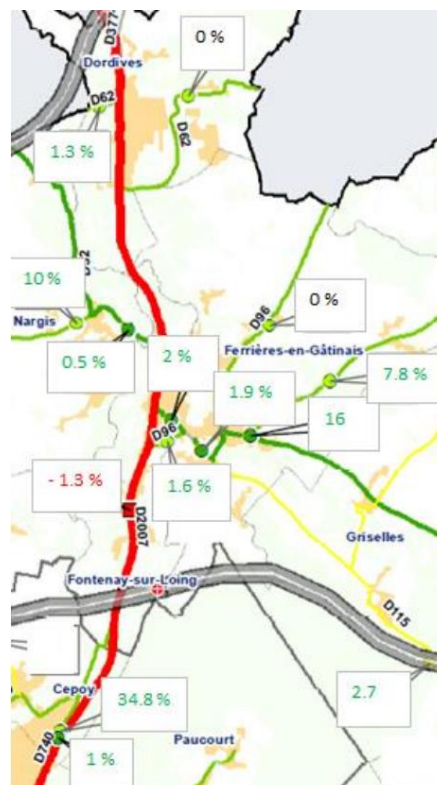 D377
Dordives
0 %
D62
D62
1.3 %
10 %
0 %
D96
Nargis
2 %
Ferrières-en-Gâtinais
0.5 %
1.9 %
7.8 %
D96
16
- 1.3 %
1.6 %
D2007
Griselles
Fontenay-sur-Loing
D115
Cepoy
34.8 %
2.7
Paucourt
D740
1 %